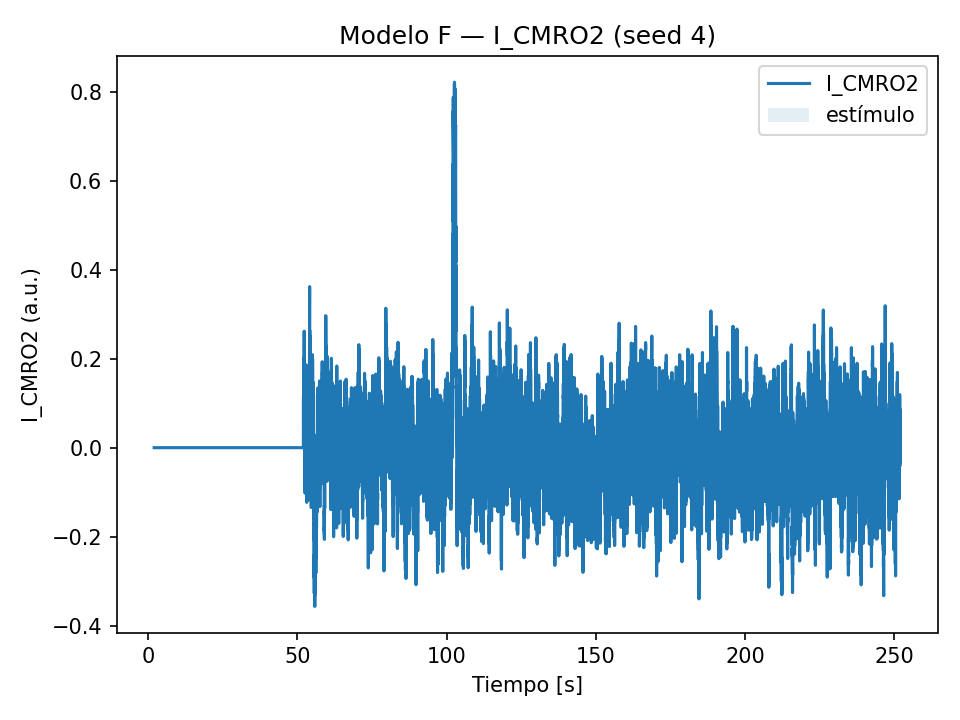 Modelo F — I_CMRO2 (seed 4)
I_CMRO2
estímulo
I_CMRO2 (a.u.)
0.8
0.6
0.4
0.2
0.0
−0.2
−0.4
0 50 100 150 200 250
Tiempo [s]